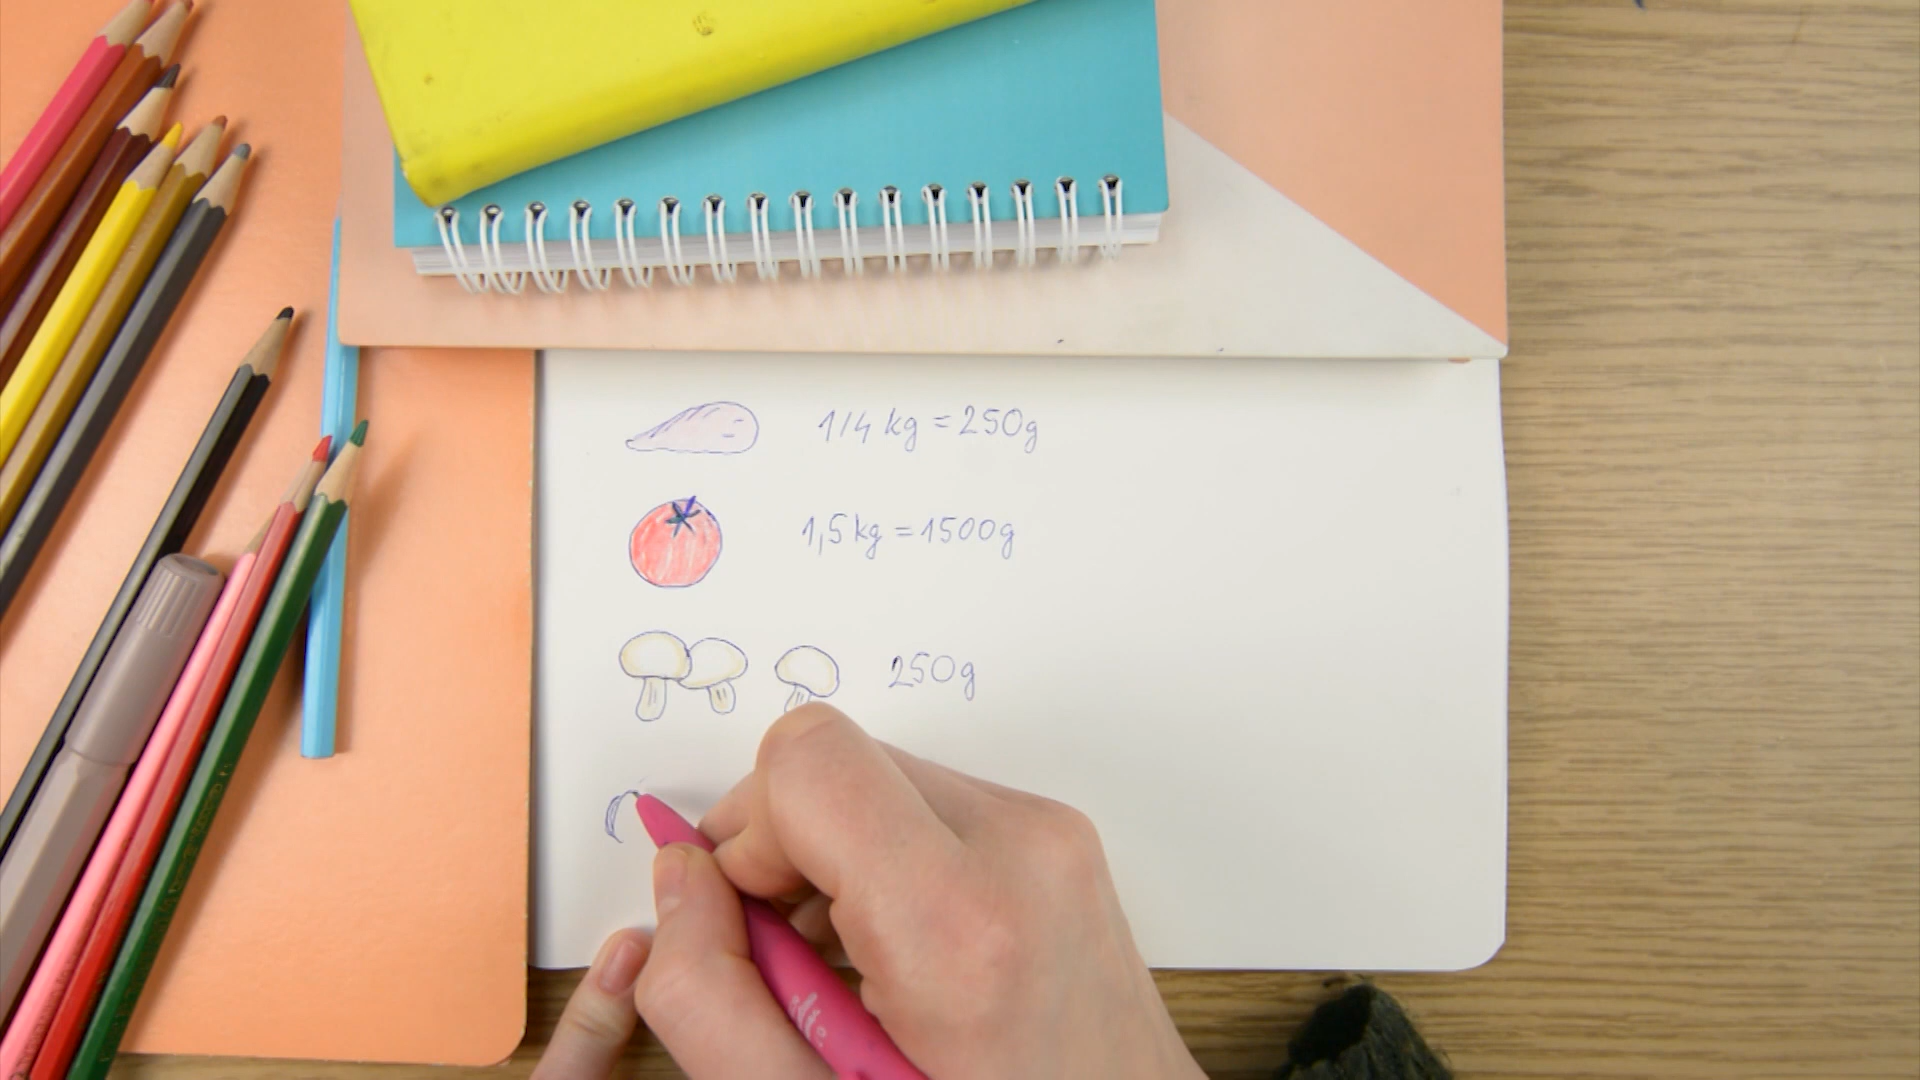 1/4 kg = 250g
1,5 kg = 1500g
250g